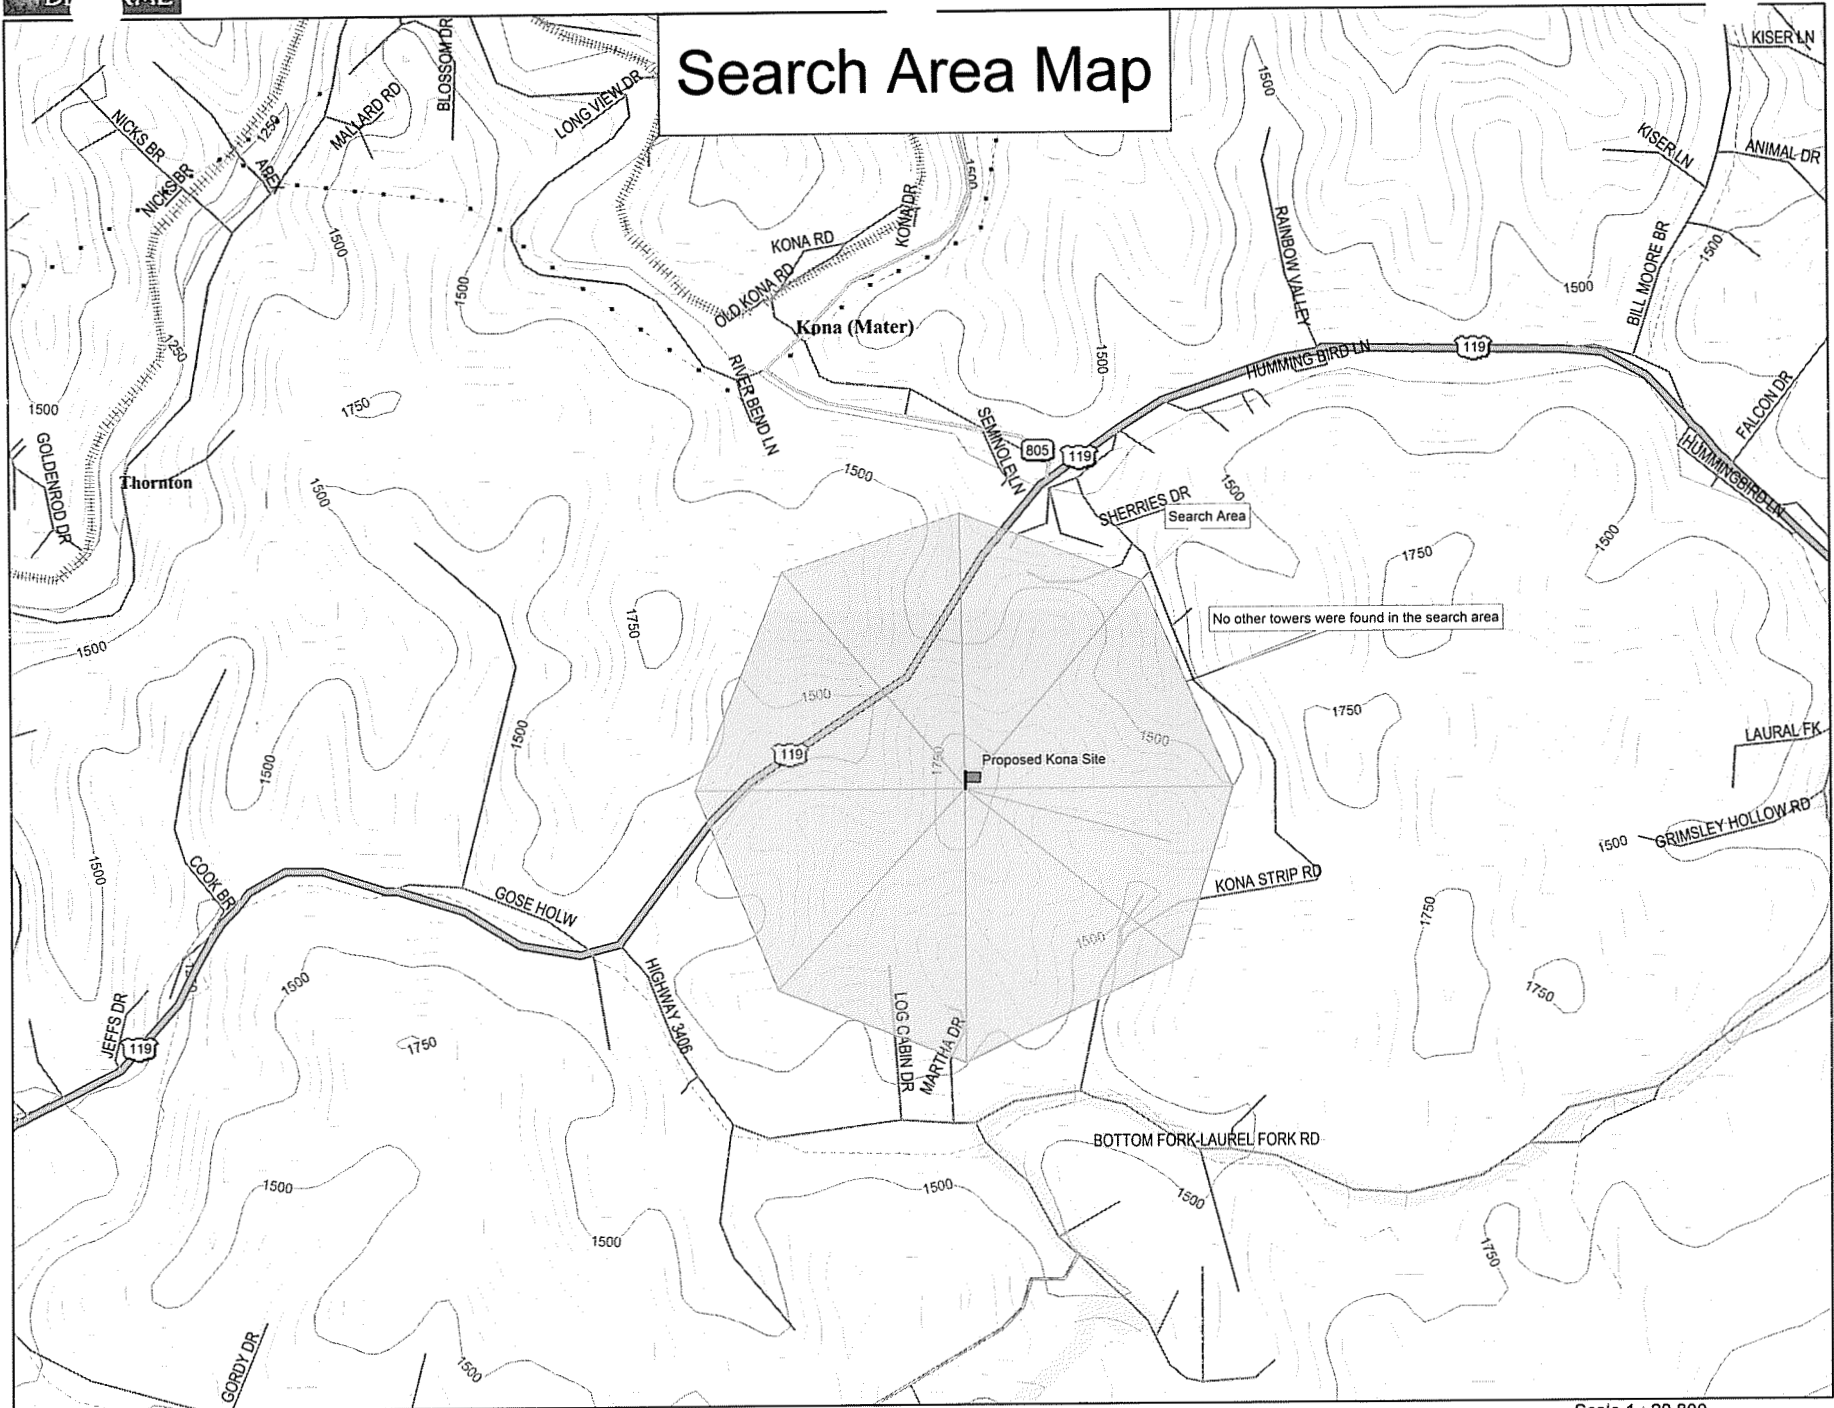 Search Area Map
KISER LN
BLOSSOM DR
LONG VIEW DR
MALLARD RD
NICKS BR
1250
1500
KISER LN
ANIMAL DR
NICKS BR
APEX
1500
KONA DR
KONA RD
RAINBOW VALLEY
BILL MOORE BR
1500
1500
1500
OLD KONA RD
1500
Kona (Mater)
1250
119
HUMMING BIRD LN
1500
RIVER BEND LN
1750
1500
FALCON DR
SEMINOLE LN
805
119
HUMMINGBIRD LN
GOLDENROD DR
Thornton
1500
1500
1500
SHERRIES DR
Search Area
1500
1750
1750
No other towers were found in the search area
1500
1500
1750
1500
1500
LAURAL FK
119
1750
Proposed Kona Site
1500
GRIMSLEY HOLLOW RD
1500
1500
COOK BR
KONA STRIP RD
GOSE HOLW
1750
1500
1500
HIGHWAY 3406
1750
LOG CABIN DR
MARTHA DR
JEFFS DR
119
1750
BOTTOM FORK-LAUREL FORK RD
1500
1500
1500
1500
1750
GORDY DR
1500